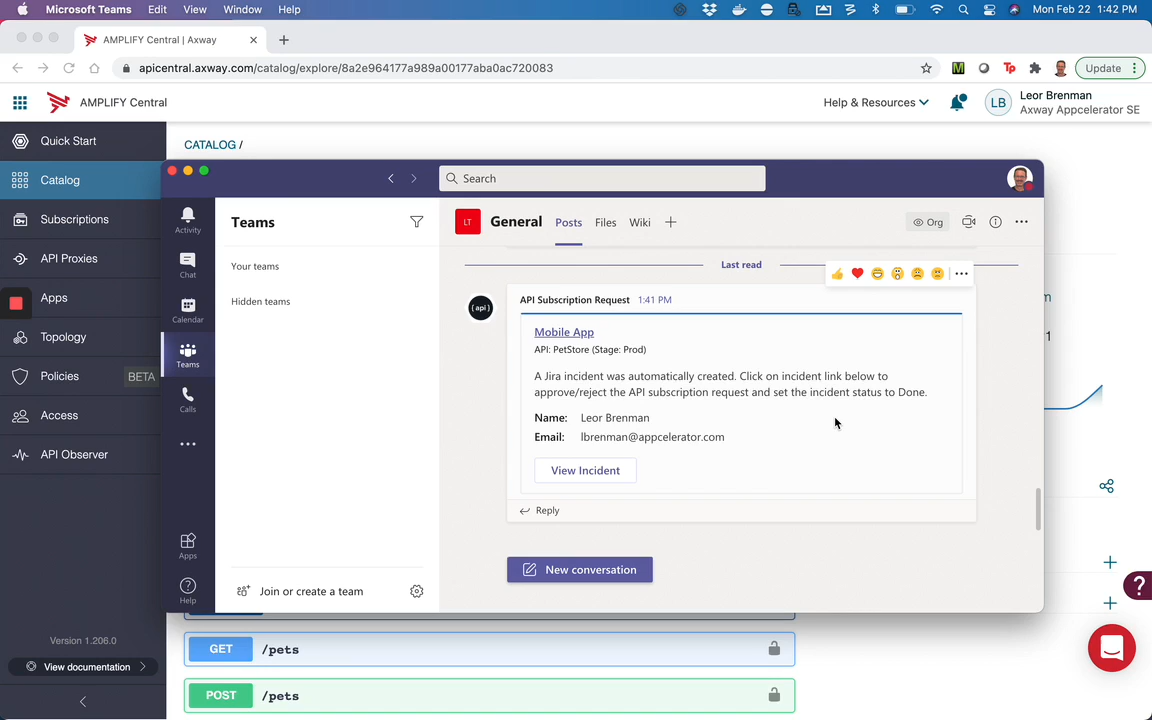 Microsoft Teams Edit View Window Help Mon Feb 22 1:42 PM
AMPLIFY Central | Axway
apicentral.axway.com/catalog/explore/8a2e964177a989a00177aba0ac720083
M Tp Update
AMPLIFY Central
Help & Resources
LB
Leor Brenman
Axway Appcelerator SE
Quick Start
Catalog
Subscriptions
API Proxies
Apps
Topology
Policies BETA
Access
API Observer
Version 1.206.0
View documentation
CATALOG /
Search
Activity
Chat
Calendar
Teams
Calls
Apps
Help
Teams
Your teams
Hidden teams
Join or create a team
LT General Posts Files Wiki
Org
Last read
{api}
API Subscription Request 1:41 PM
Mobile App
API: PetStore (Stage: Prod)
A Jira incident was automatically created. Click on incident link below to
approve/reject the API subscription request and set the incident status to Done.
Name: Leor Brenman
Email: lbrenman@appcelerator.com
View Incident
Reply
New conversation
m
1
?
GET /pets
POST /pets